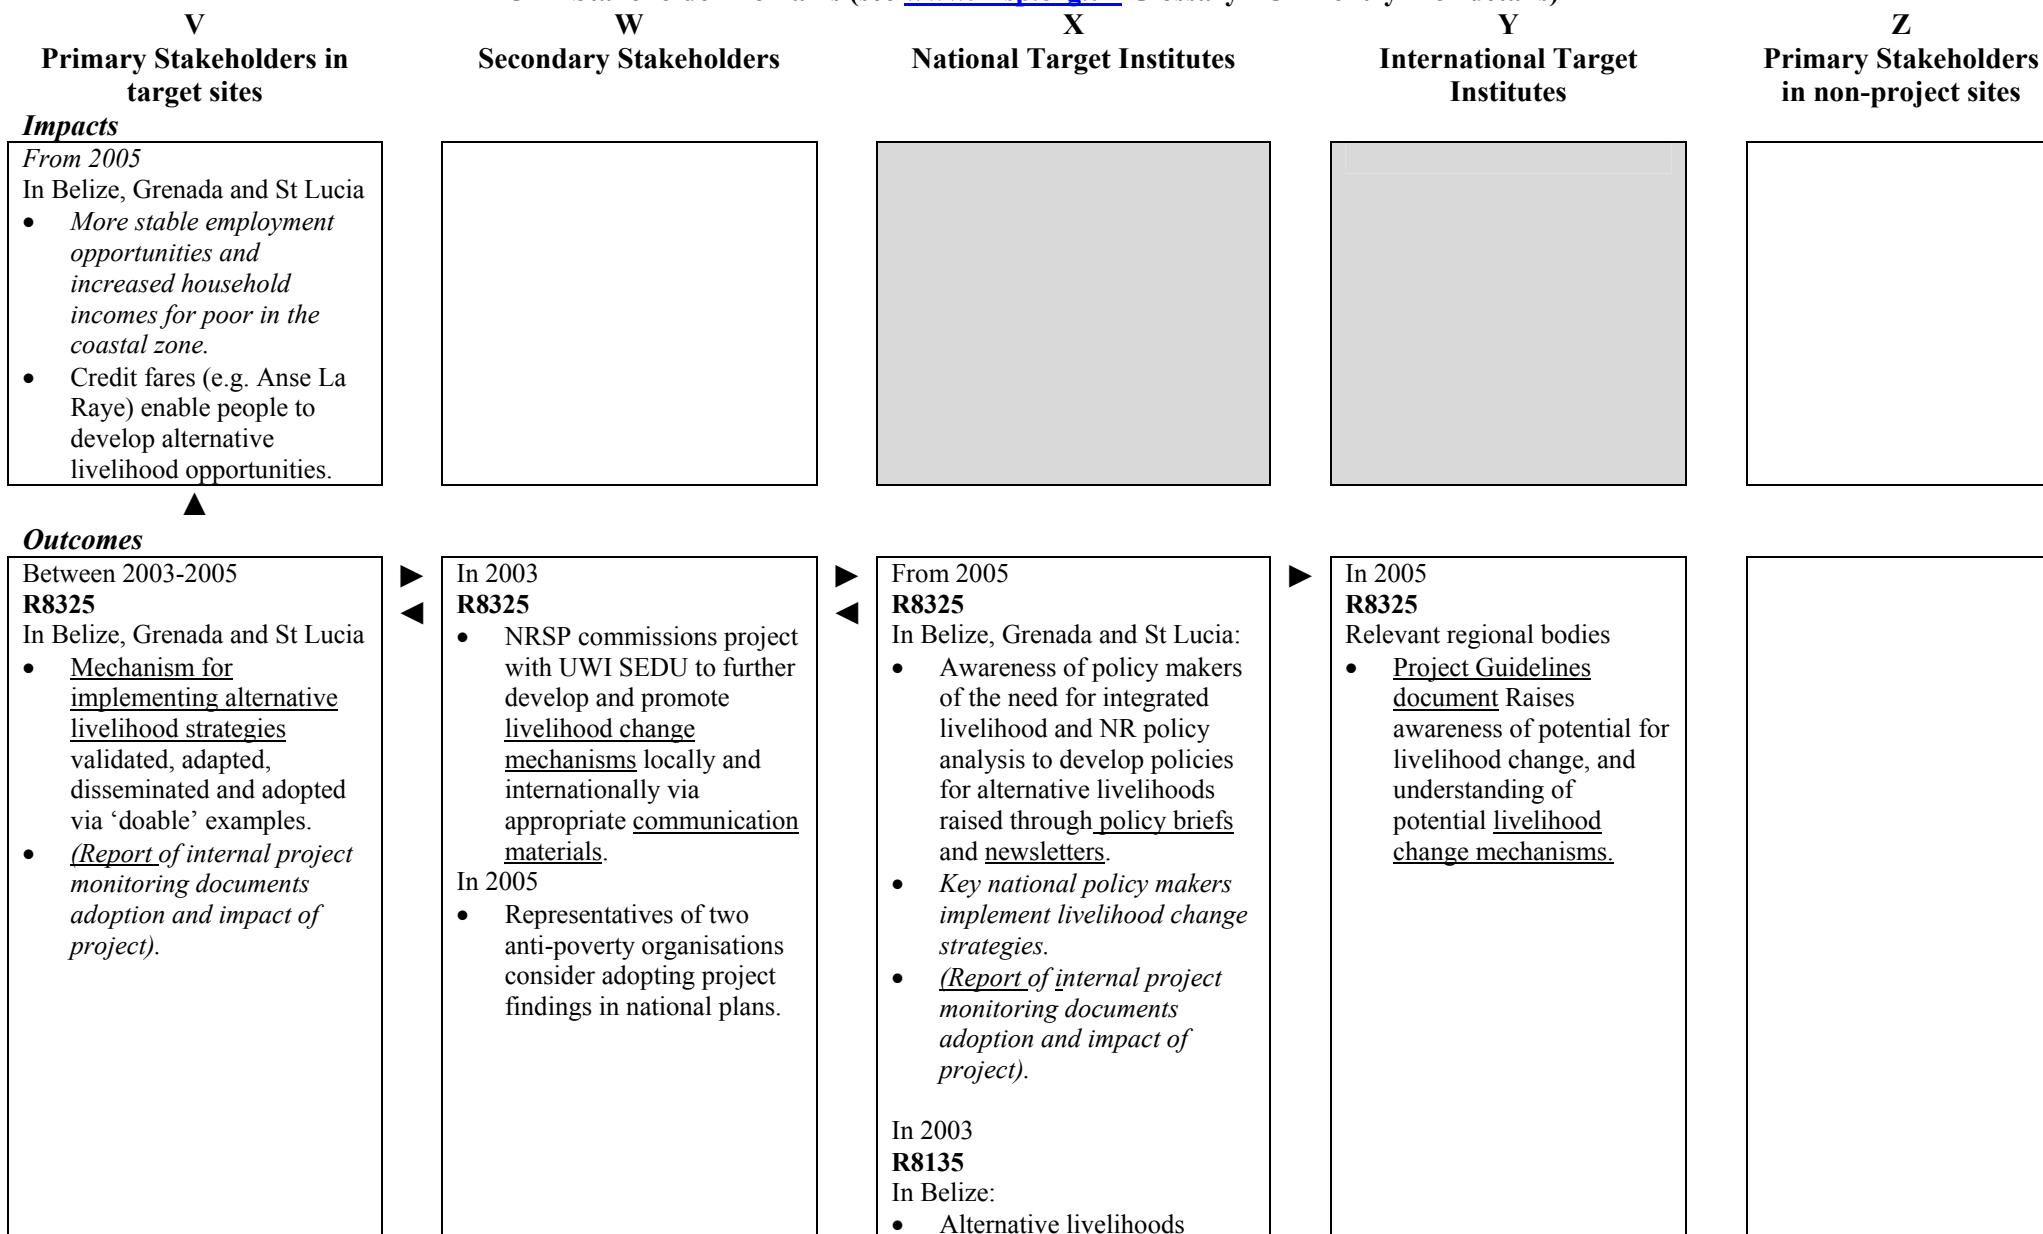 V
Primary Stakeholders in
target sites
W
Secondary Stakeholders
X
National Target Institutes
Y
International Target
Institutes
Z
Primary Stakeholders
in non-project sites
Impacts
From 2005
In Belize, Grenada and St Lucia
• More stable employment
opportunities and
increased household
incomes for poor in the
coastal zone.
• Credit fares (e.g. Anse La
Raye) enable people to
develop alternative
livelihood opportunities.
Outcomes
Between 2003-2005
R8325
In Belize, Grenada and St Lucia
• Mechanism for
implementing alternative
livelihood strategies
validated, adapted,
disseminated and adopted
via ‘doable’ examples.
• (Report of internal project
monitoring documents
adoption and impact of
project).
In 2003
R8325
• NRSP commissions project
with UWI SEDU to further
develop and promote
livelihood change
mechanisms locally and
internationally via
appropriate communication
materials.
In 2005
• Representatives of two
anti-poverty organisations
consider adopting project
findings in national plans.
From 2005
R8325
In Belize, Grenada and St Lucia:
• Awareness of policy makers
of the need for integrated
livelihood and NR policy
analysis to develop policies
for alternative livelihoods
raised through policy briefs
and newsletters.
• Key national policy makers
implement livelihood change
strategies.
• (Report of internal project
monitoring documents
adoption and impact of
project).
In 2003
R8135
In Belize:
• Alternative livelihoods
In 2005
R8325
Relevant regional bodies
• Project Guidelines
document Raises
awareness of potential for
livelihood change, and
understanding of
potential livelihood
change mechanisms.